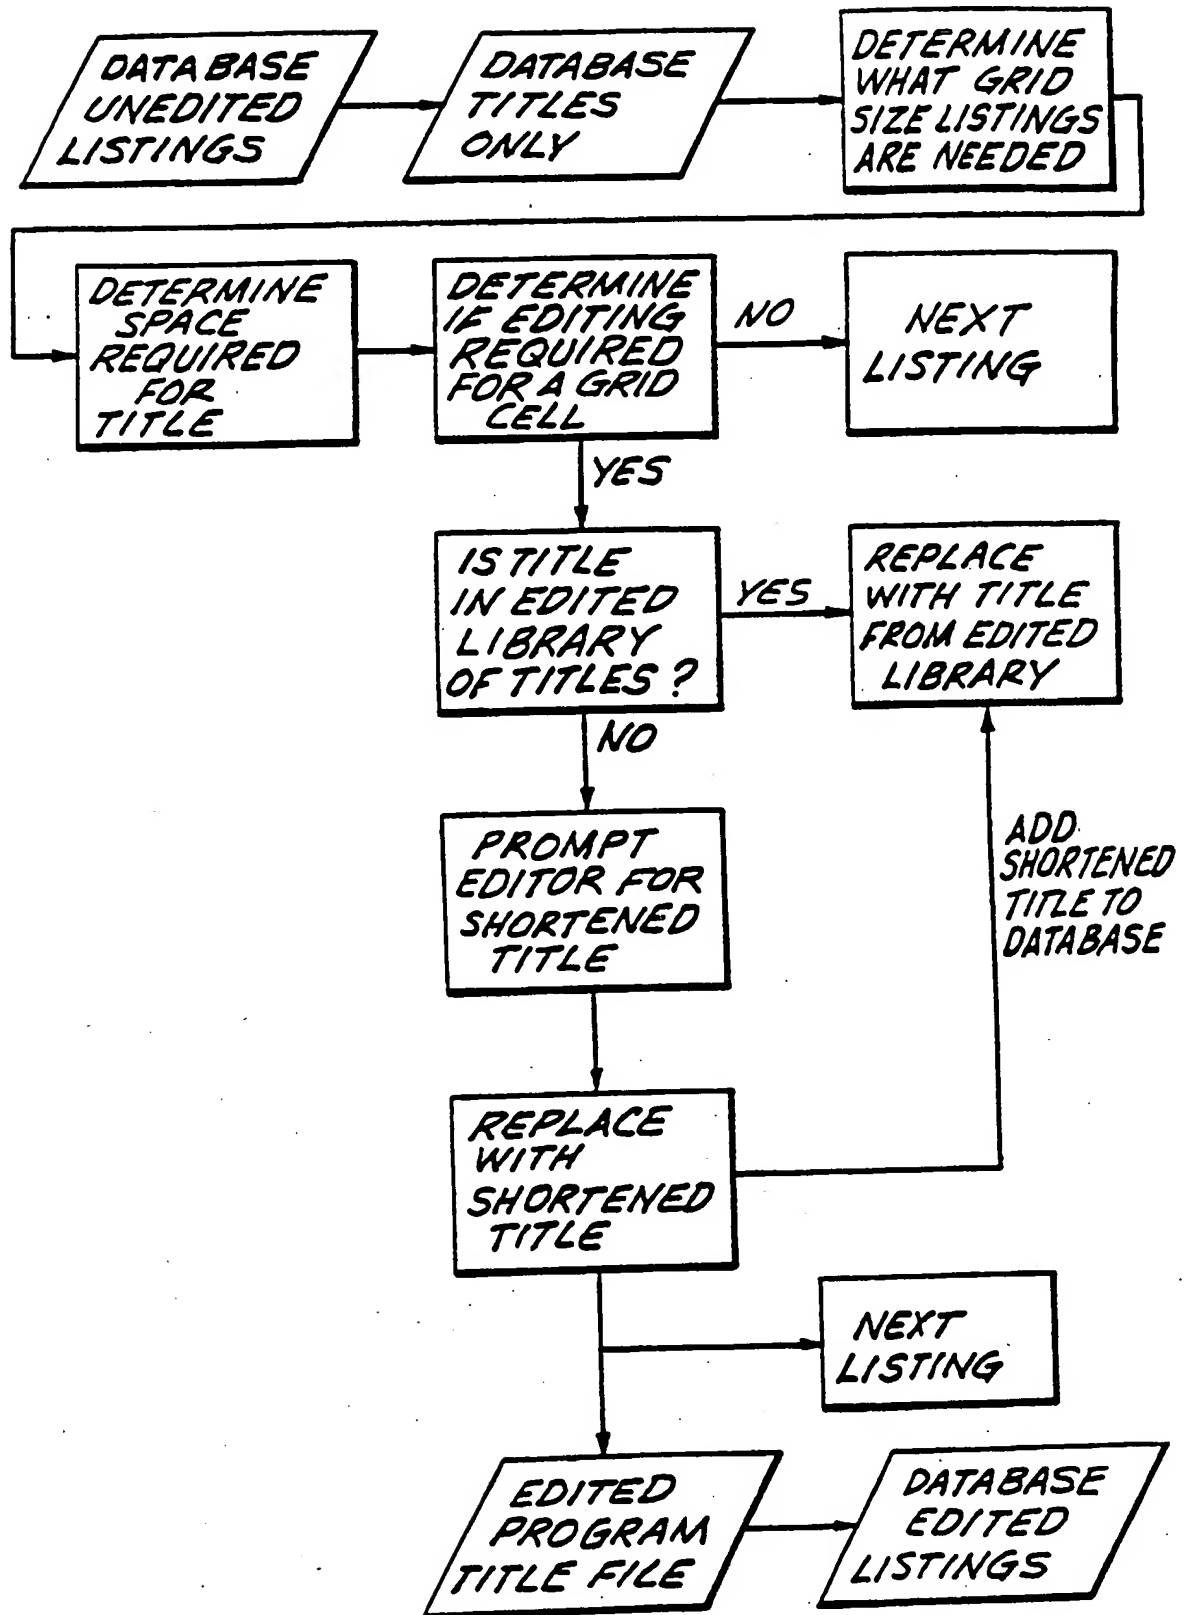 DATABASE
UNEDITED
LISTINGS
DATABASE
TITLES
ONLY
DETERMINE
WHAT GRID
SIZE LISTINGS
ARE NEEDED
DETERMINE
SPACE
REQUIRED
FOR
TITLE
DETERMINE
IF EDITING
REQUIRED
FOR A GRID
CELL
NO
NEXT
LISTING
YES
IS TITLE
IN EDITED
LIBRARY
OF TITLES?
YES
REPLACE
WITH TITLE
FROM EDITED
LIBRARY
NO
PROMPT
EDITOR FOR
SHORTENED
TITLE
ADD
SHORTENED
TITLE TO
DATABASE
REPLACE
WITH
SHORTENED
TITLE
NEXT
LISTING
EDITED
PROGRAM
TITLE FILE
DATABASE
EDITED
LISTINGS